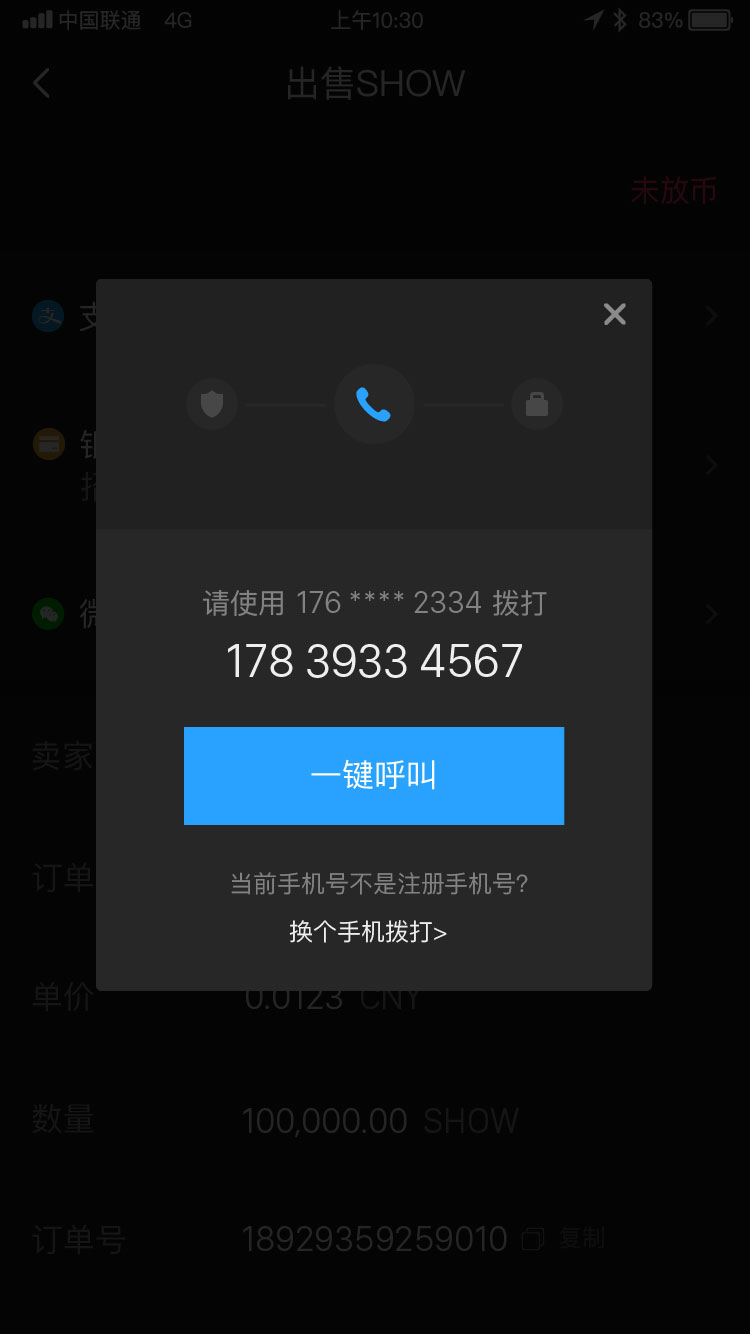 中国联通 4G 上午10:30 83%
出售SHOW
未放币
支
银
微
请使用 176 **** 2334 拨打
178 3933 4567
一键呼叫
卖家
订单
当前手机号不是注册手机号?
换个手机拨打>
单价 0.0123 CNY
数量 100,000.00 SHOW
订单号 18929359259010 复制